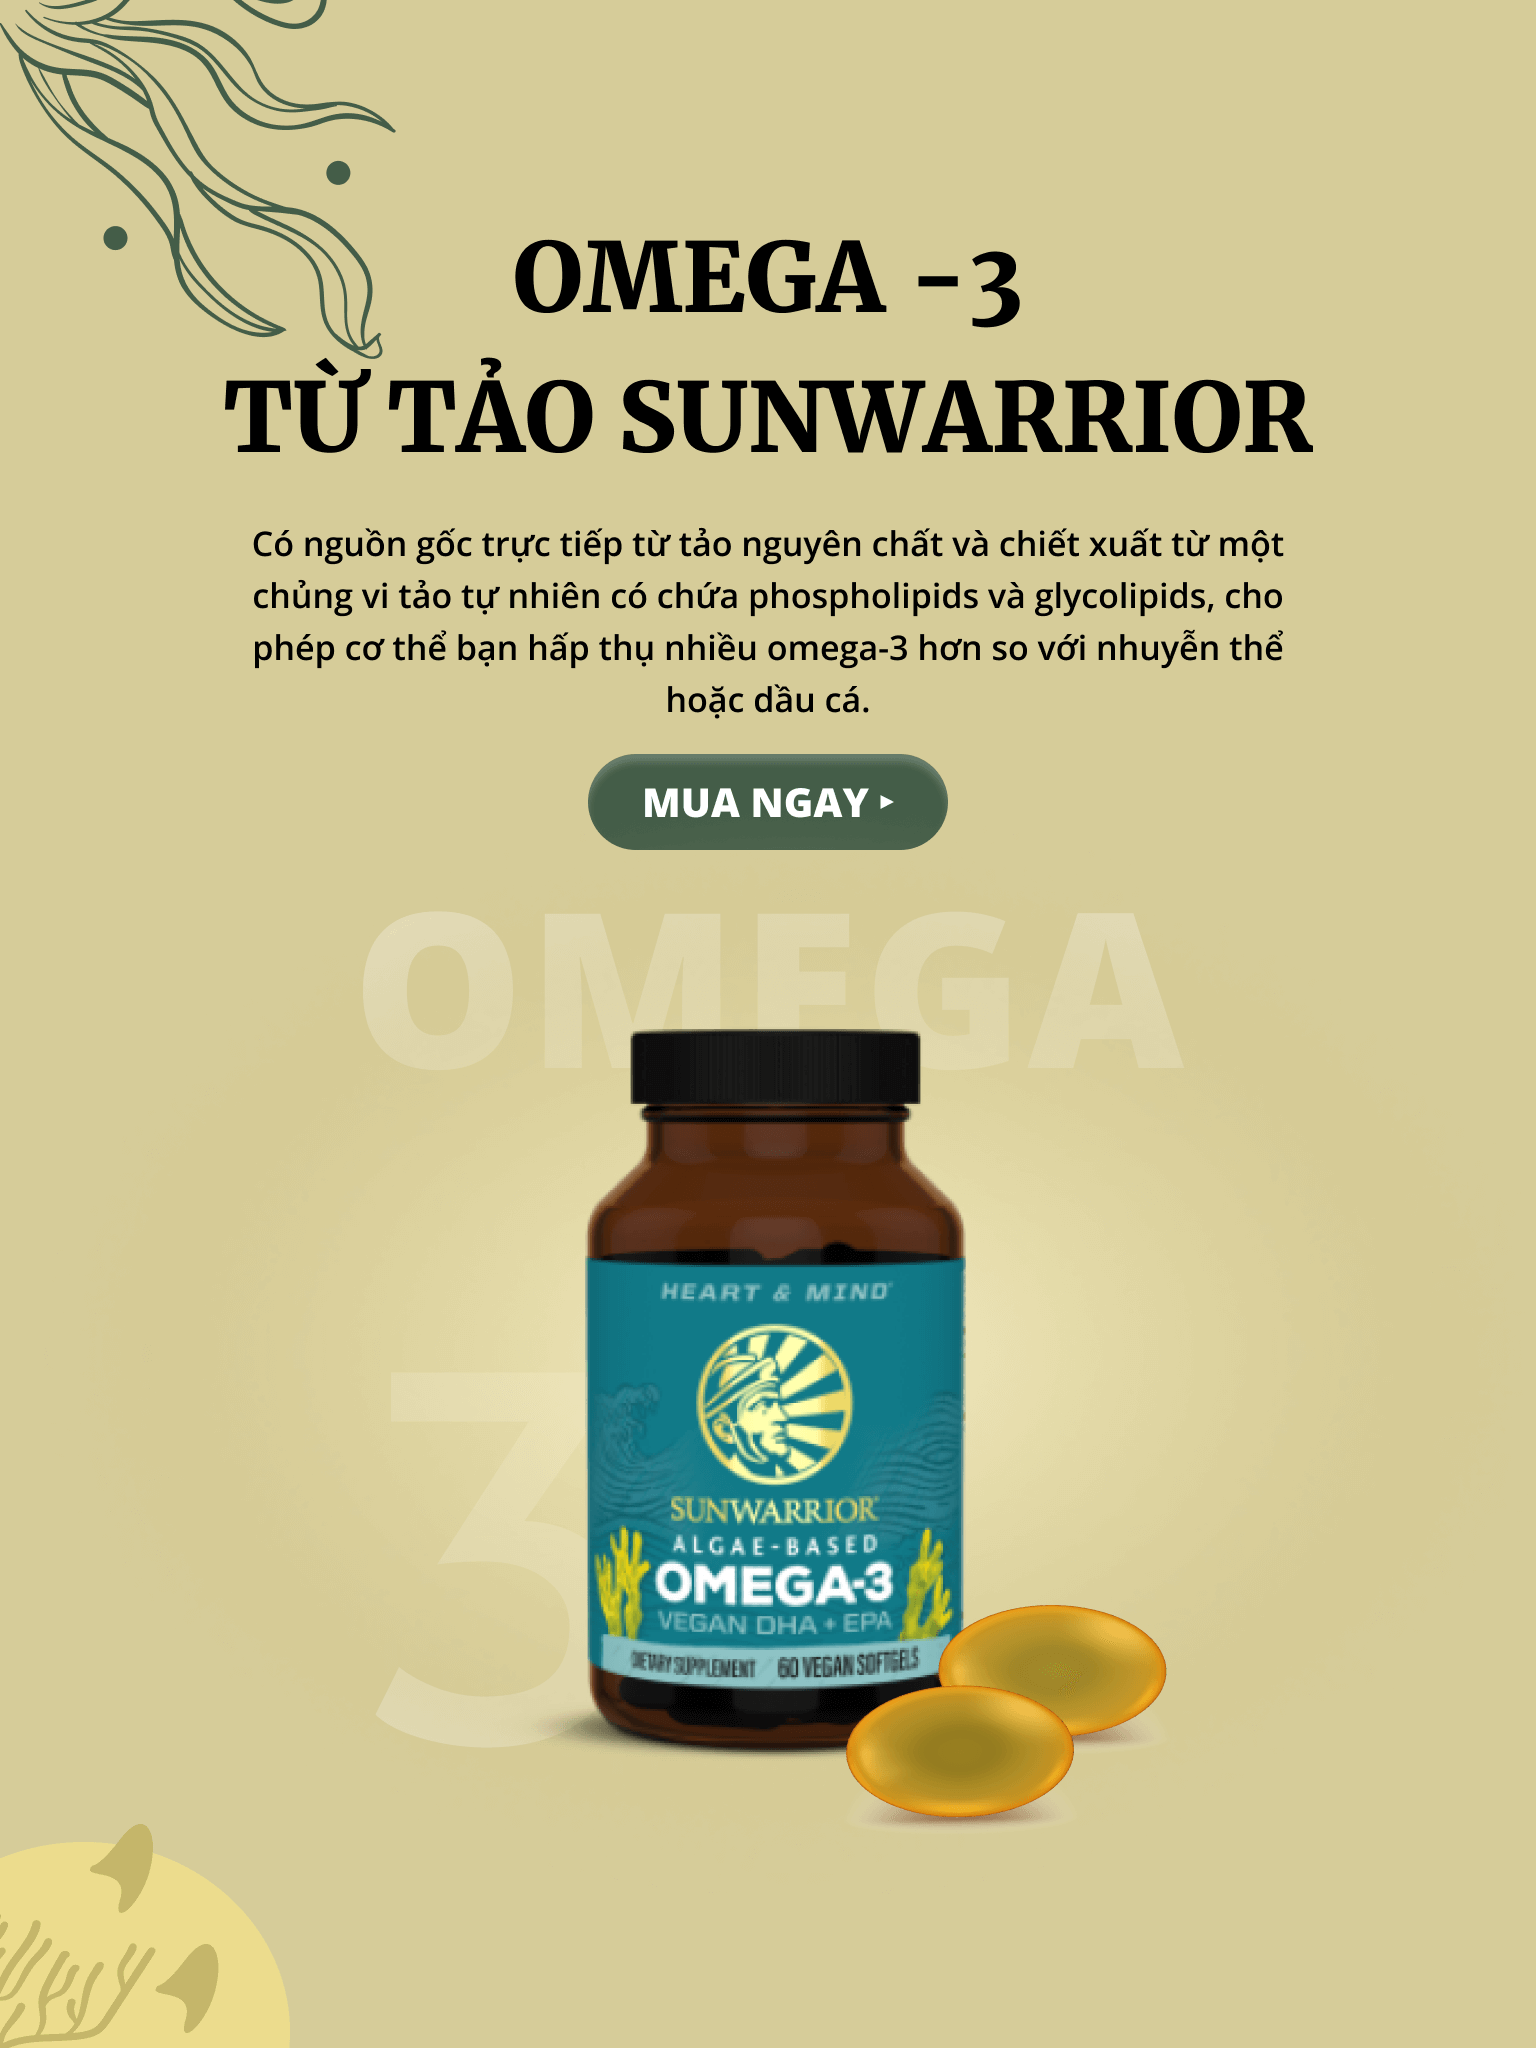 OMEGA -3
TỪ TẢO SUNWARRIOR
Có nguồn gốc trực tiếp từ tảo nguyên chất và chiết xuất từ một
chủng vi tảo tự nhiên có chứa phospholipids và glycolipids, cho
phép cơ thể bạn hấp thụ nhiều omega-3 hơn so với nhuyễn thể
hoặc dầu cá.
MUA NGAY ▸
OMEGA
3
HEART & MIND
SUNWARRIOR
ALGAE-BASED
OMEGA-3
VEGAN DHA + EPA
DIETARY SUPPLEMENT 60 VEGAN SOFTGELS